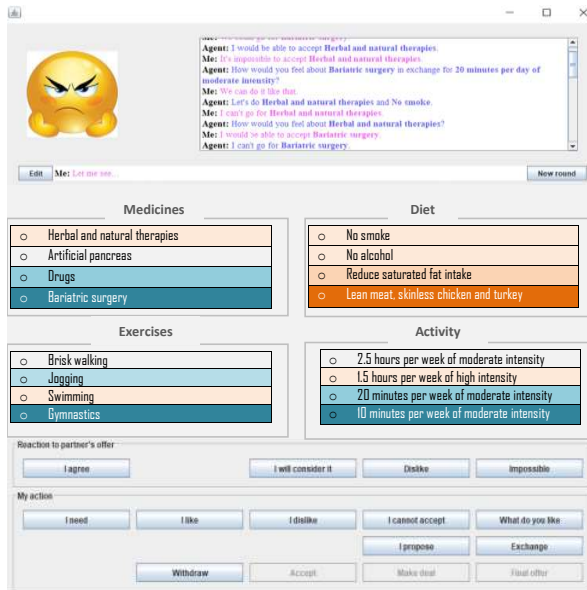 Me: We could go for Bariatric surgery
Agent: I would be able to accept Herbal and natural therapies.
Me: It's impossible to accept Herbal and natural therapies.
Agent: How would you feel about Bariatric surgery in exchange for 20 minutes per day of
moderate intensity?
Me: We can do it like that.
Agent: Let's do Herbal and natural therapies and No smoke.
Me: I can't go for Herbal and natural therapies.
Agent: How would you feel about Herbal and natural therapies?
Me: I would be able to accept Bariatric surgery.
Agent: I can't go for Bariatric surgery.
Edit Me: Let me see... New round
Medicines
Herbal and natural therapies
Artificial pancreas
Drugs
Bariatric surgery
Diet
No smoke
No alcohol
Reduce saturated fat intake
Lean meat, skinless chicken and turkey
Exercises
Brisk walking
Jogging
Swimming
Gymnastics
Activity
2.5 hours per week of moderate intensity
1.5 hours per week of high intensity
20 minutes per week of moderate intensity
10 minutes per week of moderate intensity
Reaction to partner's offer
I agree I will consider it Dislike Impossible
My action
I need I like I dislike I cannot accept What do you like
I propose Exchange
Withdraw Accept Make deal Final offer